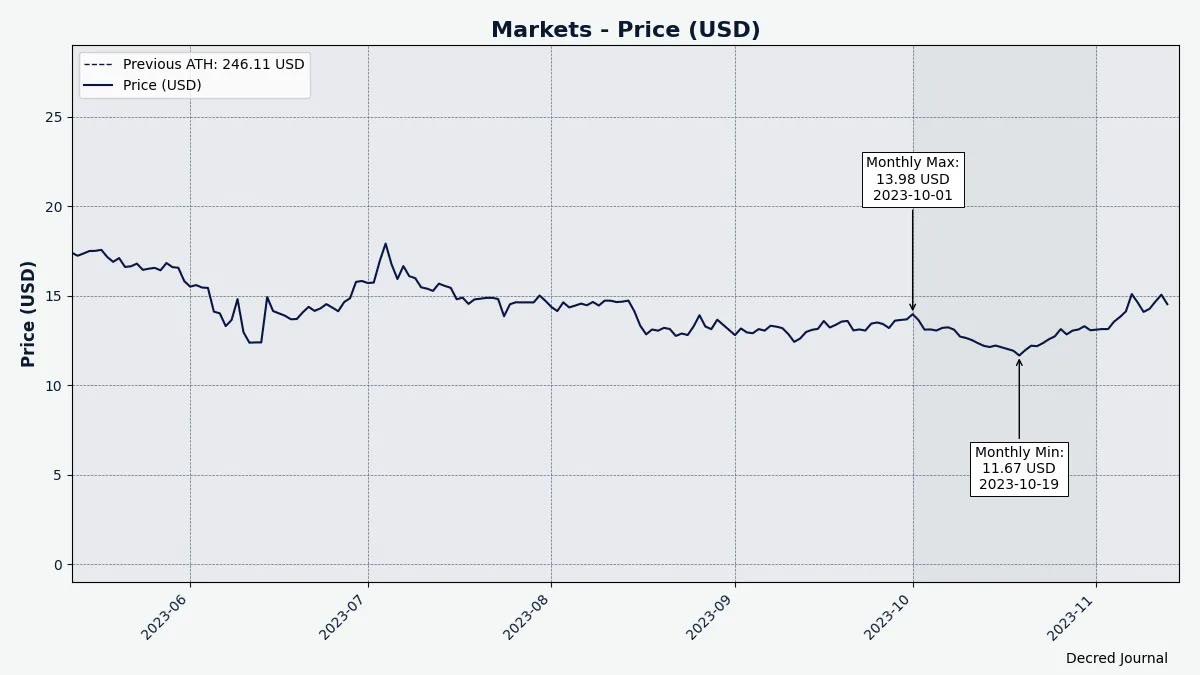 Markets - Price (USD)
Previous ATH: 246.11 USD
Price (USD)
Price (USD)
25
20
15
10
5
0
Monthly Max:
13.98 USD
2023-10-01
Monthly Min:
11.67 USD
2023-10-19
2023-06
2023-07
2023-08
2023-09
2023-10
2023-11
Decred Journal